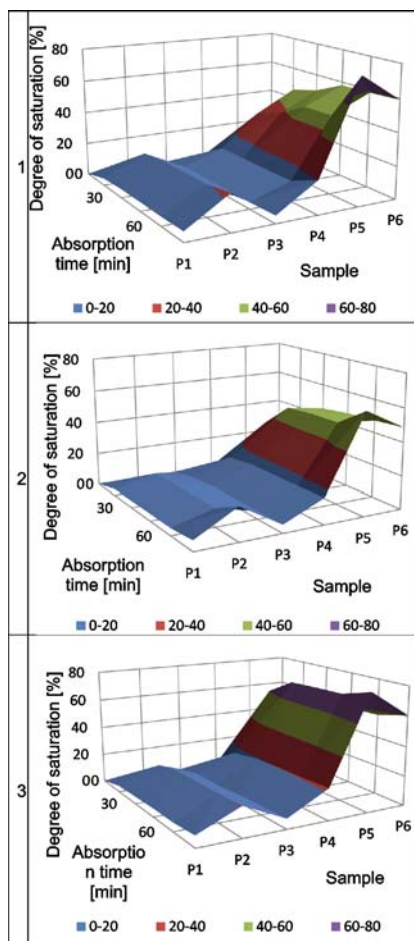 1
Degree of saturation [%]
80
60
40
20
00
30
60
Absorption
time [min]
P1
P2
P3
P4
P5
P6
Sample
0-20 20-40 40-60 60-80
2
Degree of saturation [%]
80
60
40
20
00
30
60
Absorption
time [min]
P1
P2
P3
P4
P5
P6
Sample
0-20 20-40 40-60 60-80
3
Degree of saturation [%]
80
60
40
20
00
30
60
Absorptio
n time
[min]
P1
P2
P3
P4
P5
P6
Sample
0-20 20-40 40-60 60-80